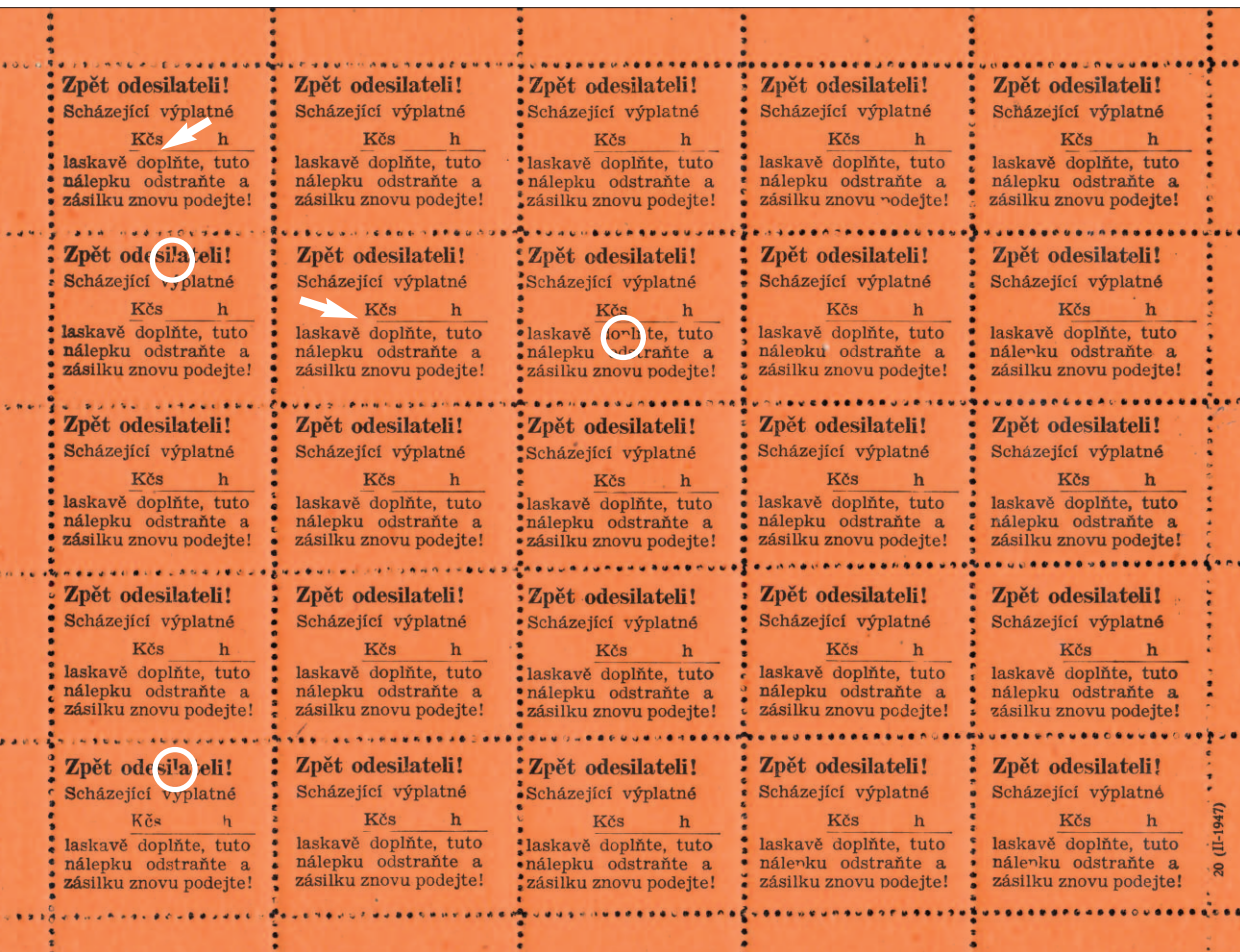 Zpět odesilateli!
Scházející výplatné
Kčs h
laskavě doplňte, tuto
nálepku odstraňte a
zásilku znovu podejte!
Zpět odesilateli!
Scházející výplatné
Kčs h
laskavě doplňte, tuto
nálepku odstraňte a
zásilku znovu podejte!
Zpět odesilateli!
Scházející výplatné
Kčs h
laskavě doplňte, tuto
nálepku odstraňte a
zásilku znovu podejte!
Zpět odesilateli!
Scházející výplatné
Kčs h
laskavě doplňte, tuto
nálepku odstraňte a
zásilku znovu podejte!
Zpět odesilateli!
Scházející výplatné
Kčs h
laskavě doplňte, tuto
nálepku odstraňte a
zásilku znovu podejte!
Zpět odesilateli!
Scházející výplatné
Kčs h
laskavě doplňte, tuto
nálepku odstraňte a
zásilku znovu podejte!
Zpět odesilateli!
Scházející výplatné
Kčs h
laskavě doplňte, tuto
nálepku odstraňte a
zásilku znovu podejte!
Zpět odesilateli!
Scházející výplatné
Kčs h
laskavě doplňte, tuto
nálepku odstraňte a
zásilku znovu podejte!
Zpět odesilateli!
Scházející výplatné
Kčs h
laskavě doplňte, tuto
nálepku odstraňte a
zásilku znovu podejte!
Zpět odesilateli!
Scházející výplatné
Kčs h
laskavě doplňte, tuto
nálepku odstraňte a
zásilku znovu podejte!
Zpět odesilateli!
Scházející výplatné
Kčs h
laskavě doplňte, tuto
nálepku odstraňte a
zásilku znovu podejte!
Zpět odesilateli!
Scházející výplatné
Kčs h
laskavě doplňte, tuto
nálepku odstraňte a
zásilku znovu podejte!
Zpět odesilateli!
Scházející výplatné
Kčs h
laskavě doplňte, tuto
nálepku odstraňte a
zásilku znovu podejte!
Zpět odesilateli!
Scházející výplatné
Kčs h
laskavě doplňte, tuto
nálepku odstraňte a
zásilku znovu podejte!
Zpět odesilateli!
Scházející výplatné
Kčs h
laskavě doplňte, tuto
nálepku odstraňte a
zásilku znovu podejte!
Zpět odesilateli!
Scházející výplatné
Kčs h
laskavě doplňte, tuto
nálepku odstraňte a
zásilku znovu podejte!
Zpět odesilateli!
Scházející výplatné
Kčs h
laskavě doplňte, tuto
nálepku odstraňte a
zásilku znovu podejte!
Zpět odesilateli!
Scházející výplatné
Kčs h
laskavě doplňte, tuto
nálepku odstraňte a
zásilku znovu podejte!
Zpět odesilateli!
Scházející výplatné
Kčs h
laskavě doplňte, tuto
nálepku odstraňte a
zásilku znovu podejte!
Zpět odesilateli!
Scházející výplatné
Kčs h
laskavě doplňte, tuto
nálepku odstraňte a
zásilku znovu podejte!
Zpět odesilateli!
Scházející výplatné
Kčs h
laskavě doplňte, tuto
nálepku odstraňte a
zásilku znovu podejte!
Zpět odesilateli!
Scházející výplatné
Kčs h
laskavě doplňte, tuto
nálepku odstraňte a
zásilku znovu podejte!
Zpět odesilateli!
Scházející výplatné
Kčs h
laskavě doplňte, tuto
nálepku odstraňte a
zásilku znovu podejte!
Zpět odesilateli!
Scházející výplatné
Kčs h
laskavě doplňte, tuto
nálepku odstraňte a
zásilku znovu podejte!
Zpět odesilateli!
Scházející výplatné
Kčs h
laskavě doplňte, tuto
nálepku odstraňte a
zásilku znovu podejte!
20 (II-1947)